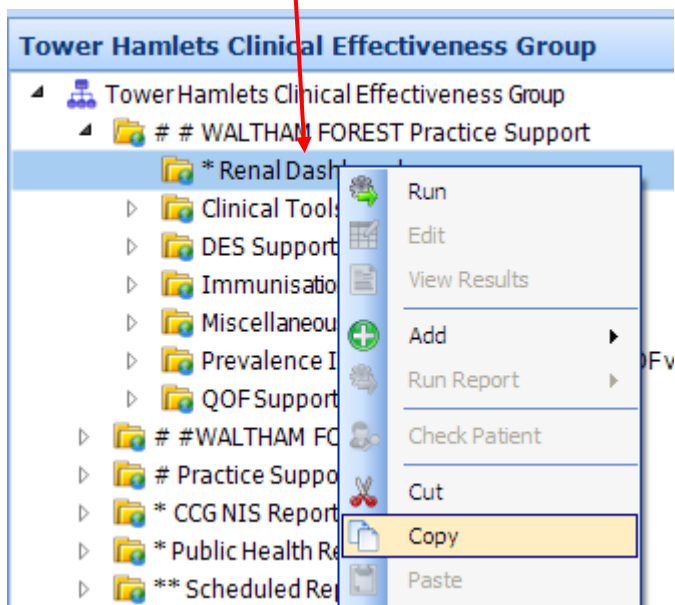 Tower Hamlets Clinical Effectiveness Group
Tower Hamlets Clinical Effectiveness Group
# # WALTHAM FOREST Practice Support
* Renal Dash
Run
Clinical Tools
Edit
DES Support
View Results
Immunisatio
Miscellaneou
Add
Prevalence I
OF v
Run Report
QOF Support
# #WALTHAM FO
Check Patient
# Practice Suppo
Cut
* CCG NIS Report
Copy
* Public Health Re
Paste
** Scheduled Rep